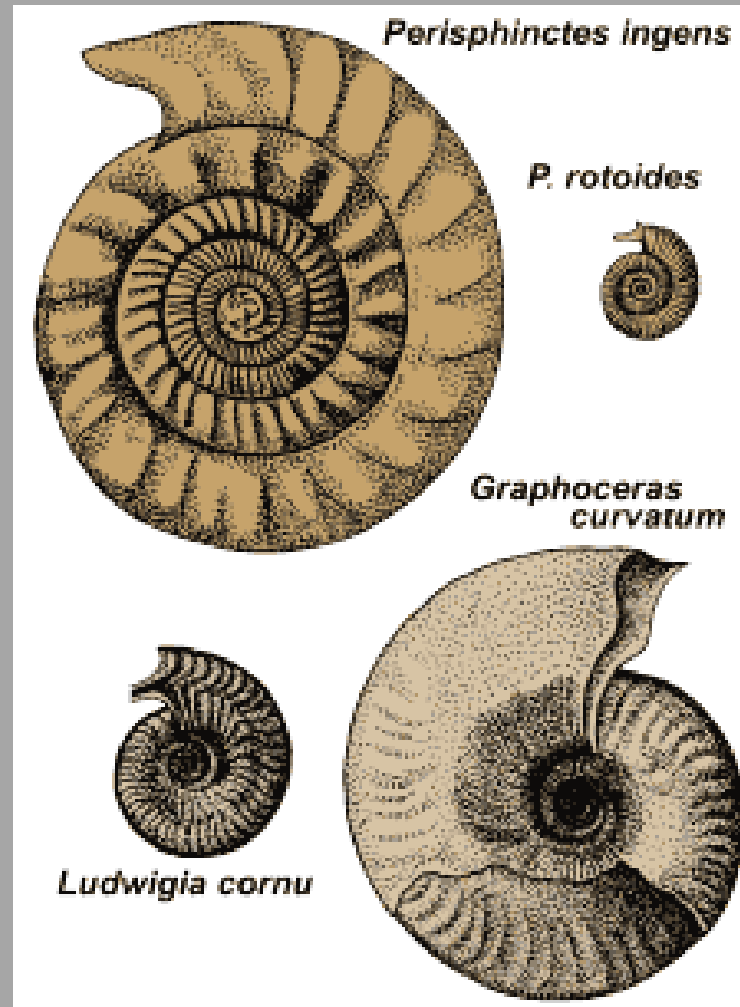 Perisphinctes ingens
P. rotoides
Graphoceras
curvatum
Ludwigia cornu